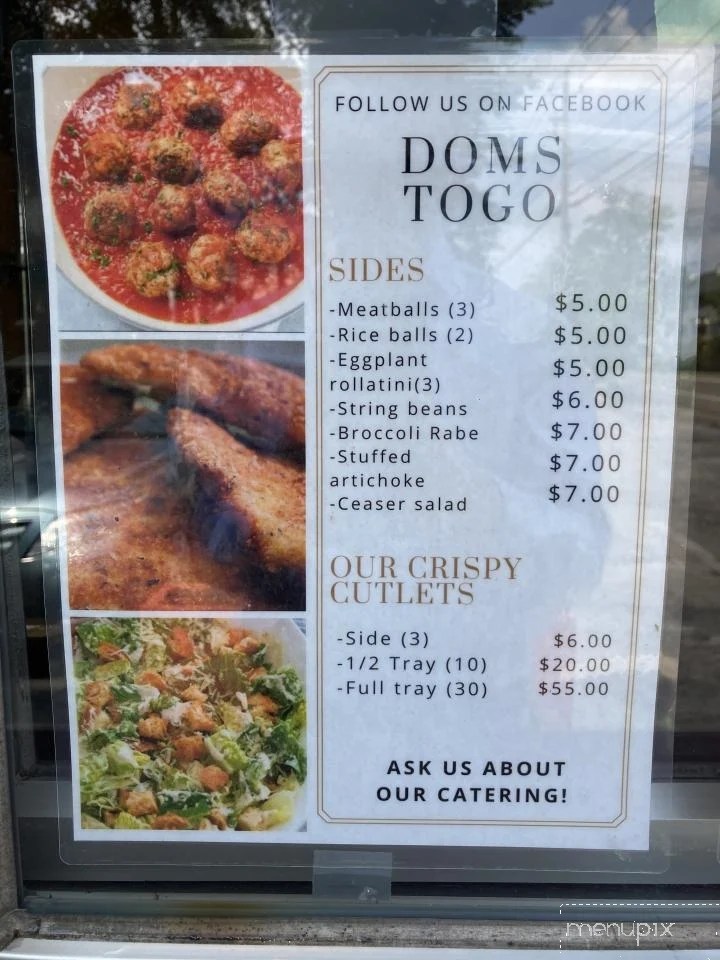 FOLLOW US ON FACEBOOK
DOMS
TOGO
SIDES
-Meatballs (3) $5.00
-Rice balls (2) $5.00
-Eggplant $5.00
rollatini(3)
-String beans $6.00
-Broccoli Rabe $7.00
-Stuffed $7.00
artichoke
-Ceaser salad $7.00
OUR CRISPY
CUTLETS
-Side (3) $6.00
-1/2 Tray (10) $20.00
-Full tray (30) $55.00
ASK US ABOUT
OUR CATERING!
menupix